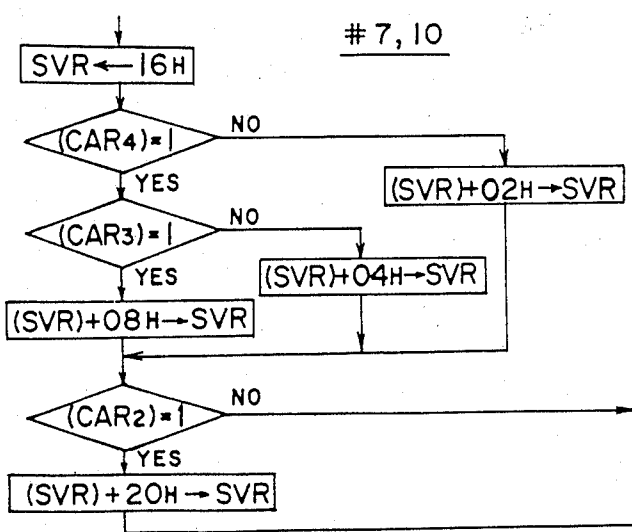 #7,10
SVR←16H
(CAR4)=1
NO
YES
(SVR)+02H→SVR
(CAR3)=1
NO
YES
(SVR)+04H→SVR
(SVR)+08H→SVR
(CAR2)=1
NO
YES
(SVR)+20H→SVR